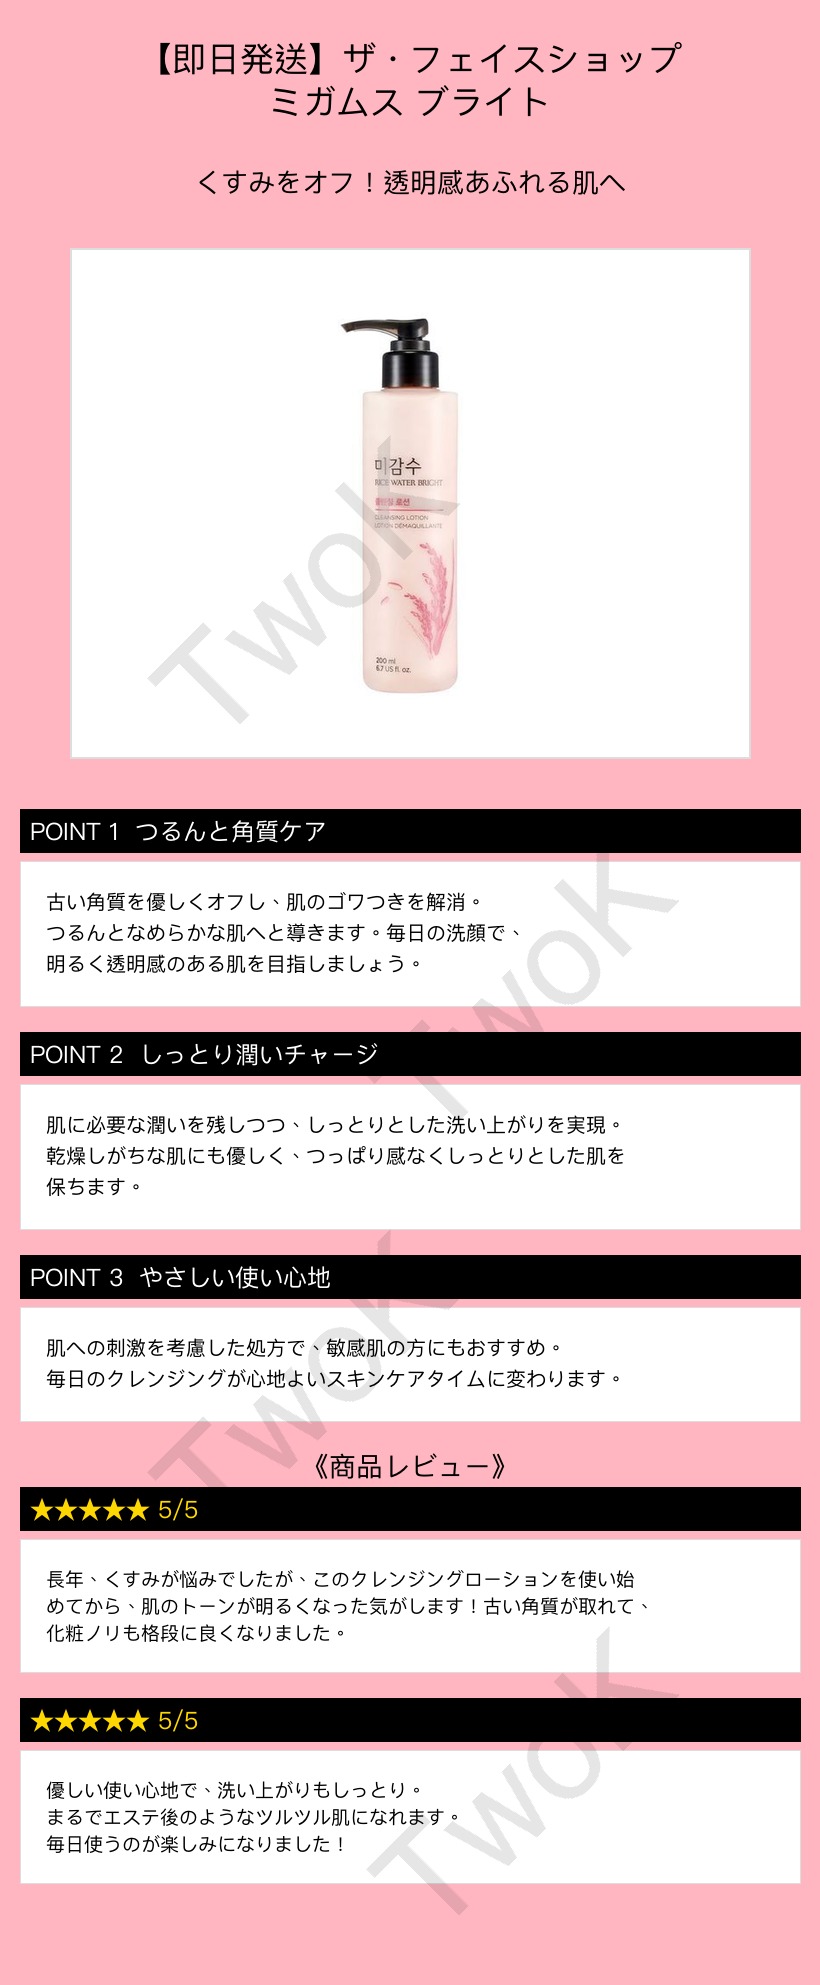 【即日発送】ザ・フェイスショップ
ミガムス ブライト
くすみをオフ！透明感あふれる肌へ
미감수
RICE WATER BRIGHT
클렌징 로션
CLEANSING LOTION
LOTION DÉMAQUILLANTE
200 ml
6.7 US fl. oz.
TwoK
POINT 1 つるんと角質ケア
古い角質を優しくオフし、肌のゴワつきを解消。
つるんとなめらかな肌へと導きます。毎日の洗顔で、
明るく透明感のある肌を目指しましょう。
TwoK
POINT 2 しっとり潤いチャージ
肌に必要な潤いを残しつつ、しっとりとした洗い上がりを実現。
乾燥しがちな肌にも優しく、つっぱり感なくしっとりとした肌を
保ちます。
POINT 3 やさしい使い心地
肌への刺激を考慮した処方で、敏感肌の方にもおすすめ。
毎日のクレンジングが心地よいスキンケアタイムに変わります。
TwoK
《商品レビュー》
★★★★★ 5/5
長年、くすみが悩みでしたが、このクレンジングローションを使い始
めてから、肌のトーンが明るくなった気がします！古い角質が取れて、
化粧ノリも格段に良くなりました。
★★★★★ 5/5
優しい使い心地で、洗い上がりもしっとり。
まるでエステ後のようなツルツル肌になれます。
毎日使うのが楽しみになりました！
TwoK